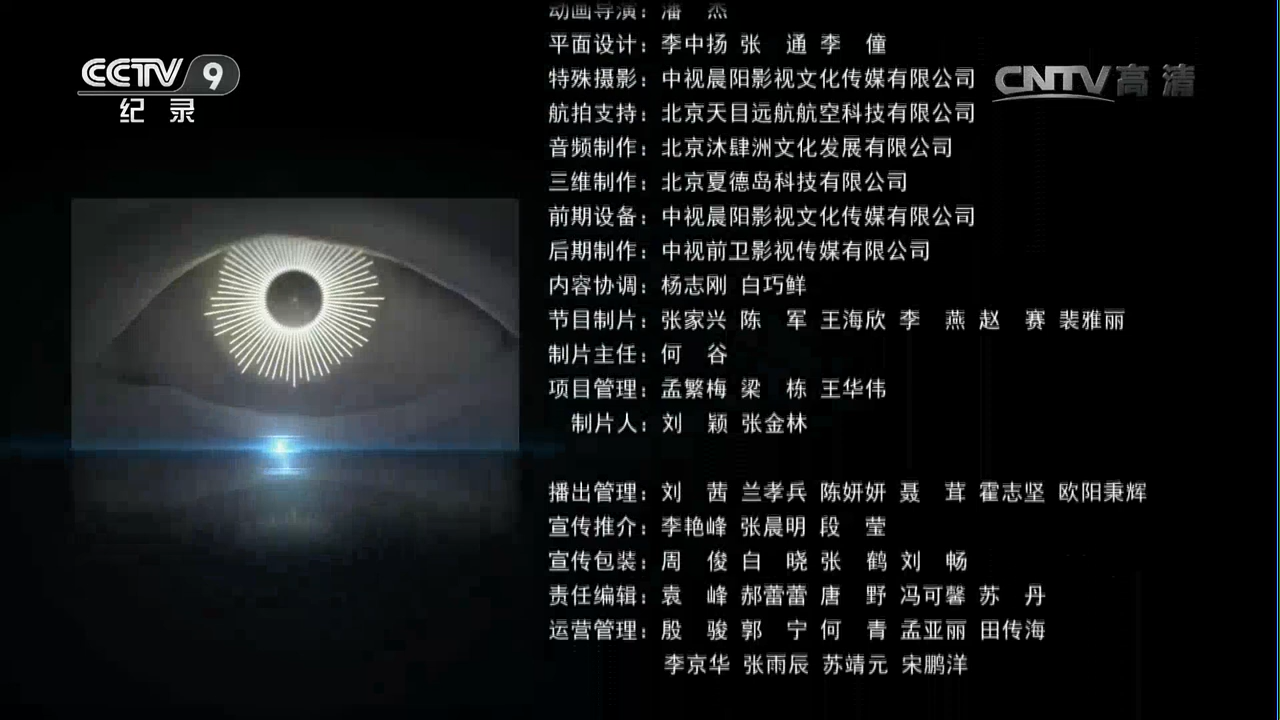 动画导演：潘　杰
平面设计：李中扬 张　通 李　僮
CCTV 9
纪 录
特殊摄影：中视晨阳影视文化传媒有限公司
CNTV高清
航拍支持：北京天目远航航空科技有限公司
音频制作：北京沐肆洲文化发展有限公司
三维制作：北京夏德岛科技有限公司
前期设备：中视晨阳影视文化传媒有限公司
后期制作：中视前卫影视传媒有限公司
内容协调：杨志刚 白巧鲜
节目制片：张家兴 陈　军 王海欣 李　燕 赵　赛 裴雅丽
制片主任：何　谷
项目管理：孟繁梅 梁　栋 王华伟
制片人：刘　颖 张金林
播出管理：刘　茜 兰孝兵 陈妍妍 聂　茸 霍志坚 欧阳秉辉
宣传推介：李艳峰 张晨明 段　莹
宣传包装：周　俊 白　晓 张　鹤 刘　畅
责任编辑：袁　峰 郝蕾蕾 唐　野 冯可馨 苏　丹
运营管理：殷　骏 郭　宁 何　青 孟亚丽 田传海
李京华 张雨辰 苏靖元 宋鹏洋